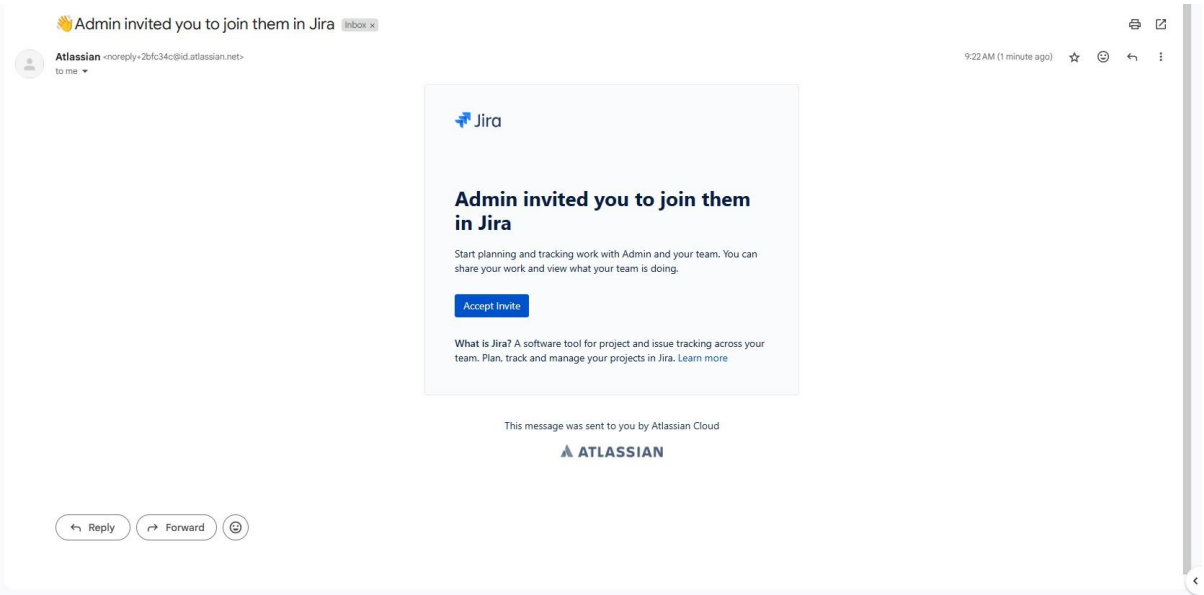 👋Admin invited you to join them in Jira Inbox x
Atlassian <noreply+2bfc34c@id.atlassian.net>
9:22 AM (1 minute ago)
to me
Jira
Admin invited you to join them
in Jira
Start planning and tracking work with Admin and your team. You can
share your work and view what your team is doing.
Accept Invite
What is Jira? A software tool for project and issue tracking across your
team. Plan, track and manage your projects in Jira. Learn more
This message was sent to you by Atlassian Cloud
ATLASSIAN
Reply
Forward